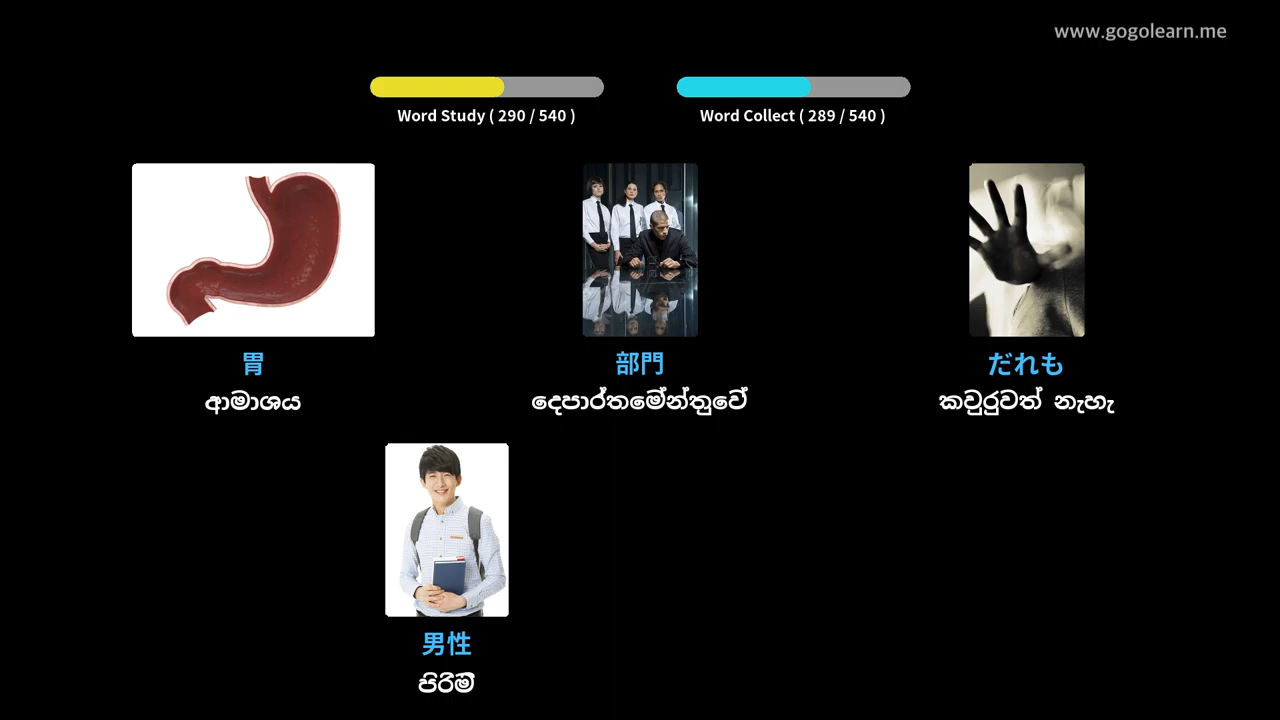 www.gogolearn.me
Word Study ( 290 / 540 )
Word Collect ( 289 / 540 )
胃
部門
だれも
ආමාශය
දෙපාර්තමේන්තුවේ
කවුරුවත් නැහැ
男性
පිරිමි